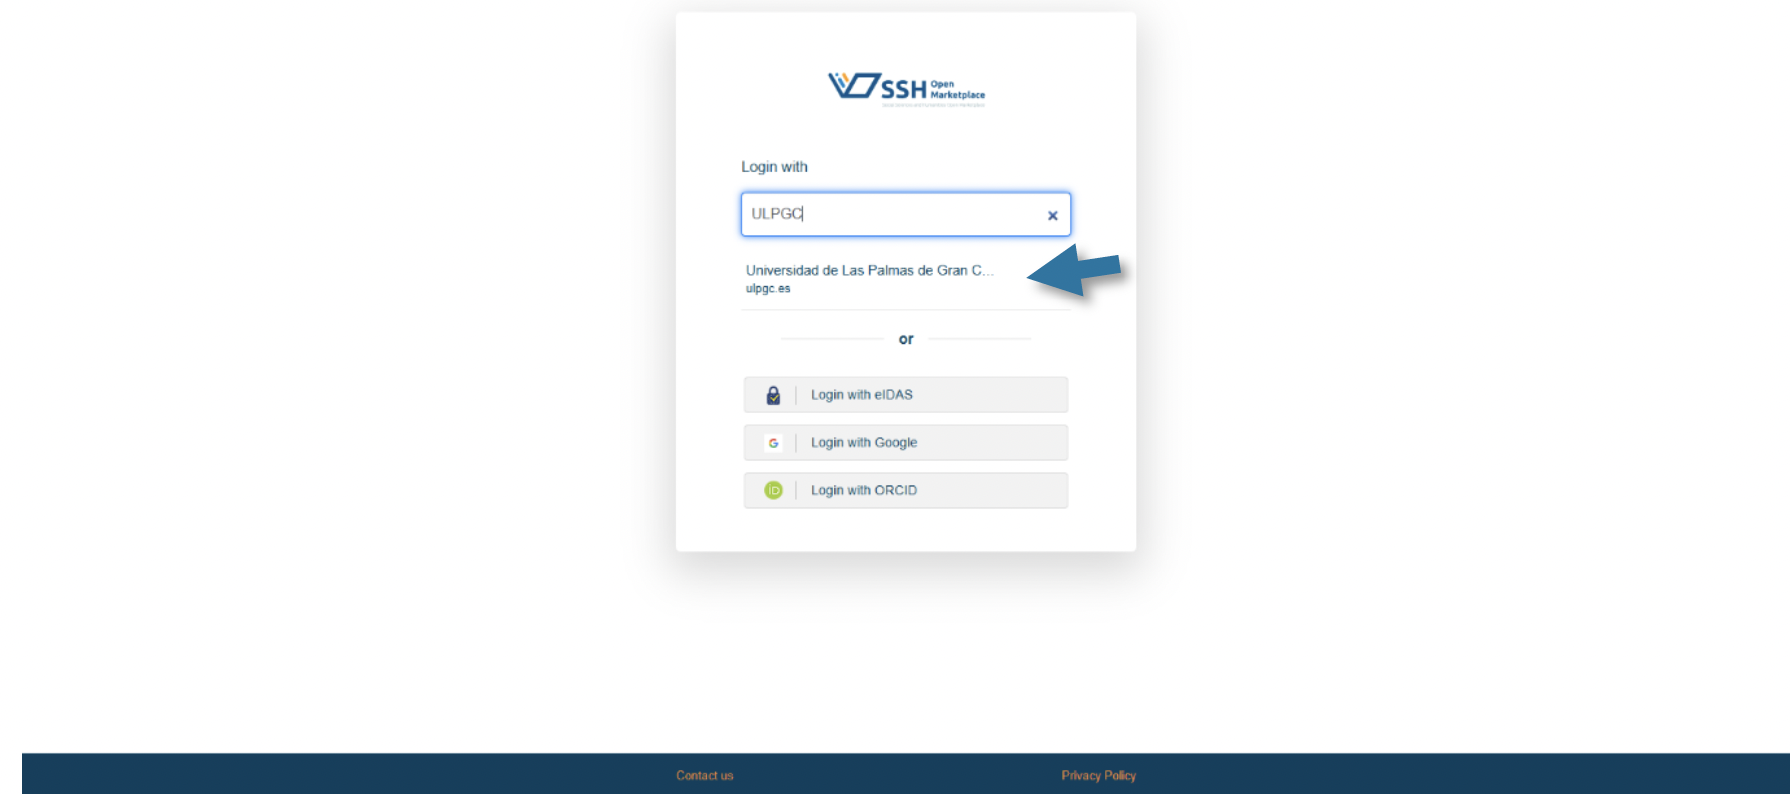 SSH Open Marketplace
Login with
ULPGC
Universidad de Las Palmas de Gran C...
ulpgc.es
or
Login with eIDAS
Login with Google
Login with ORCID
Contact us
Privacy Policy